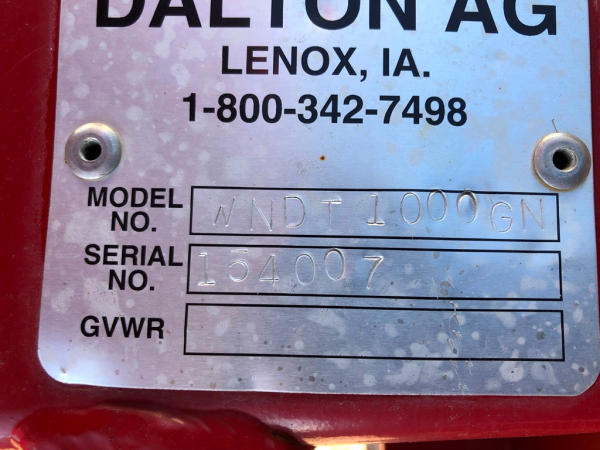 DALTON AG
LENOX, IA.
1-800-342-7498
MODEL NO. WNDT 1000GN
SERIAL NO. 154007
GVWR